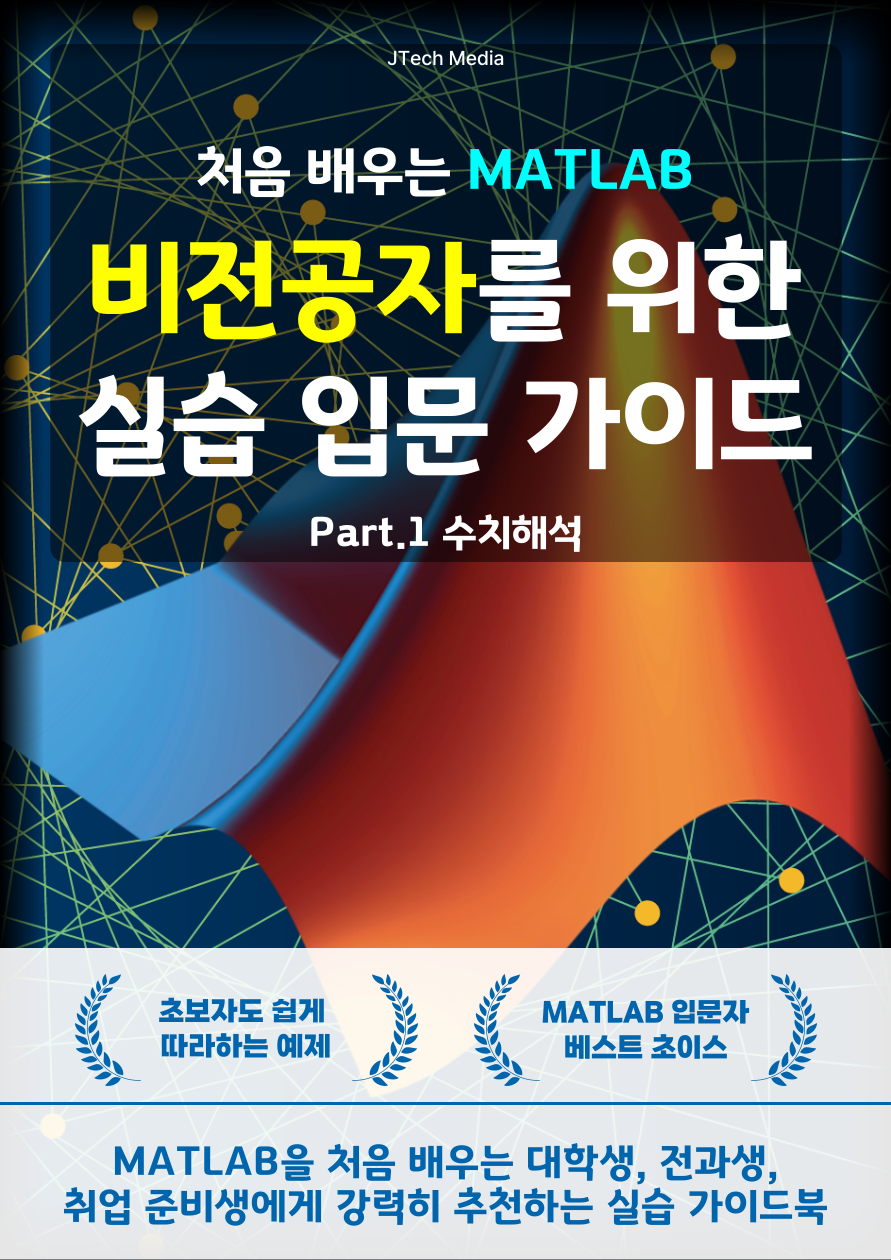 JTech Media
처음 배우는 MATLAB
비전공자를 위한
실습 입문 가이드
Part.1 수치해석
초보자도 쉽게
따라하는 예제
MATLAB 입문자
베스트 초이스
MATLAB을 처음 배우는 대학생, 전과생,
취업 준비생에게 강력히 추천하는 실습 가이드북